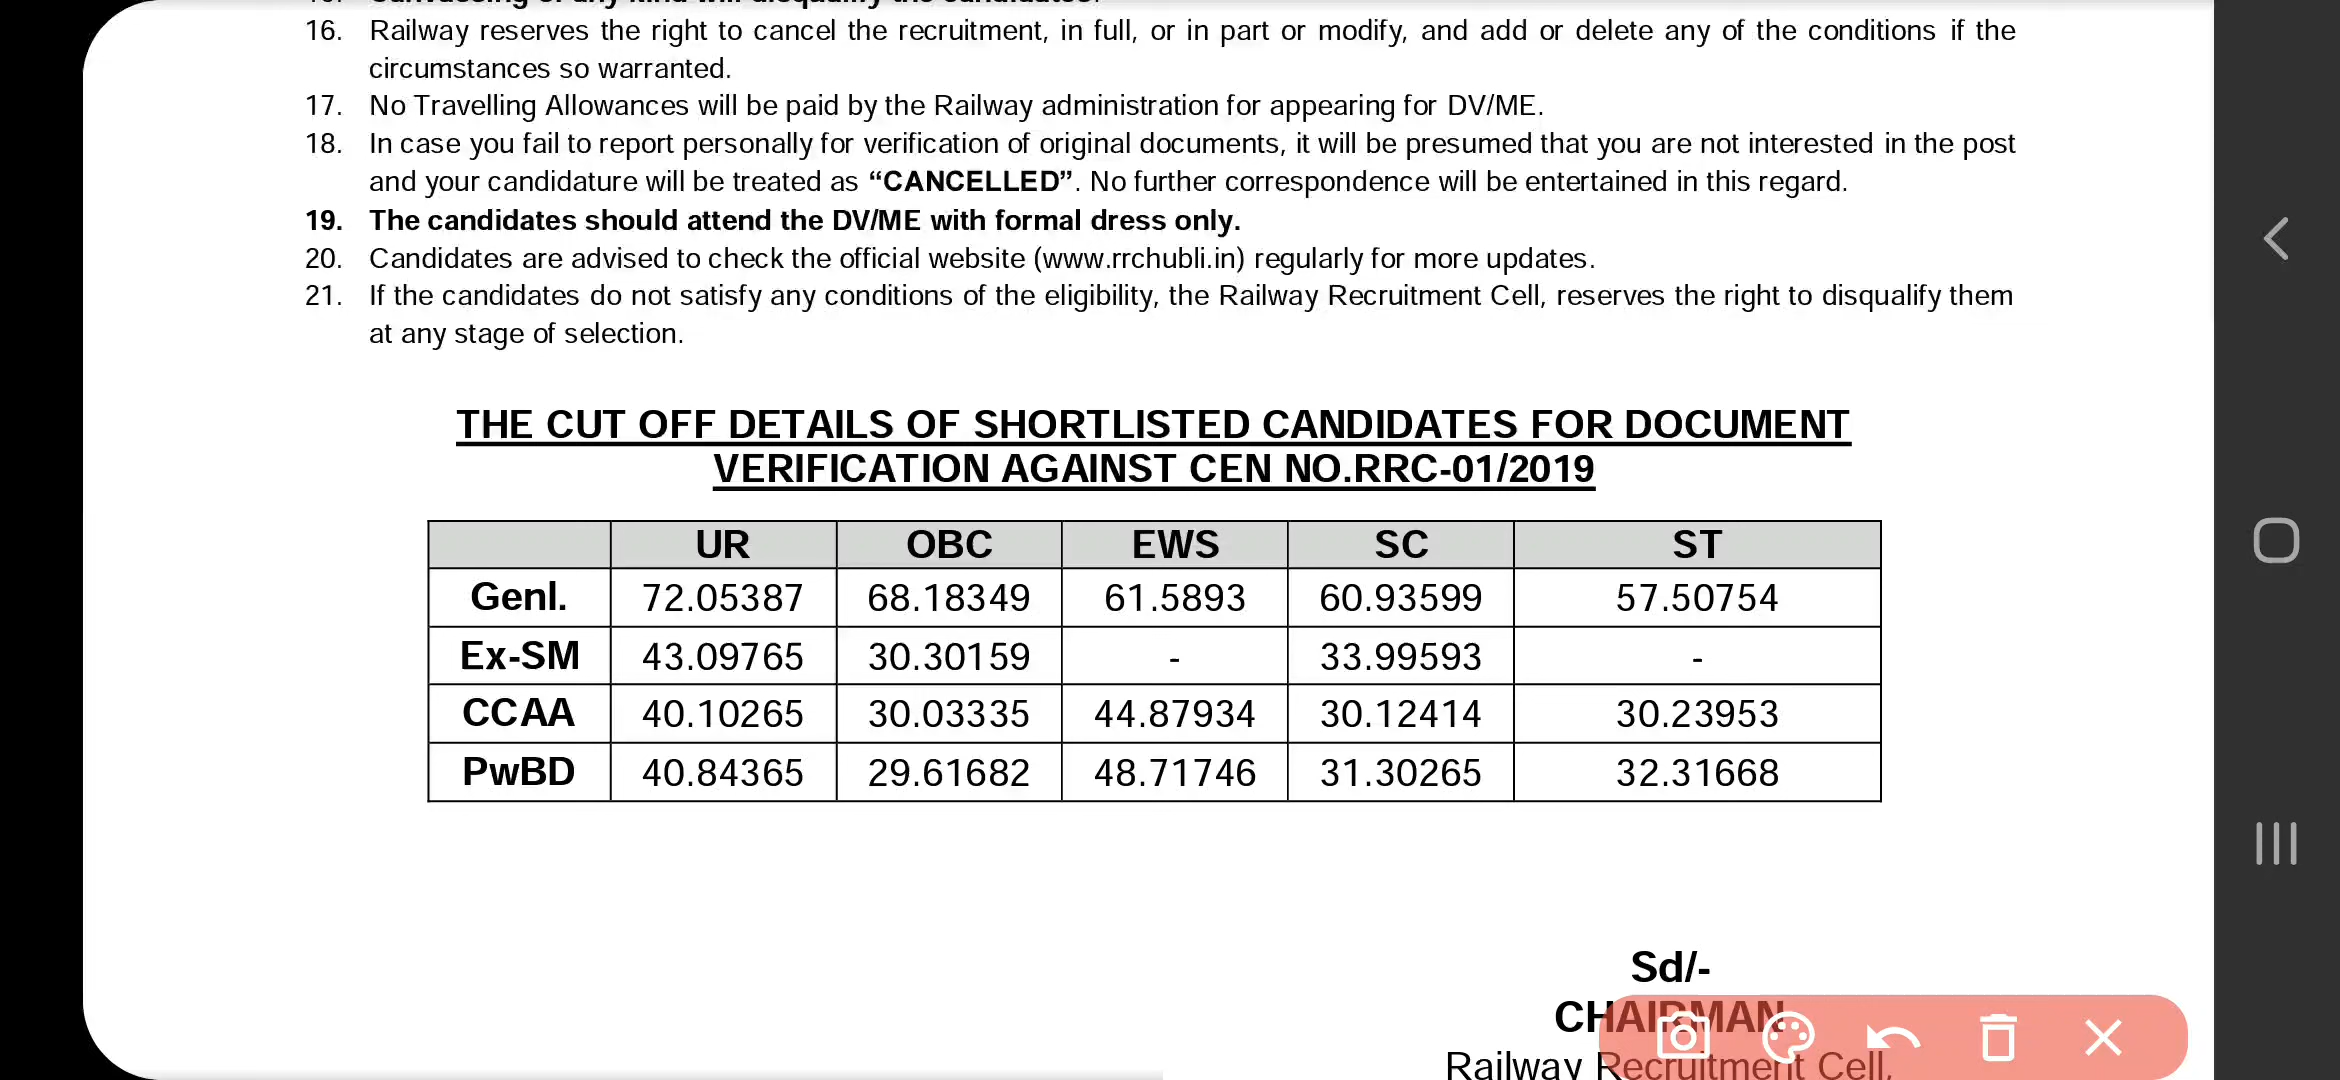 15. Canvassing of any kind will disqualify the candidates.
16. Railway reserves the right to cancel the recruitment, in full, or in part or modify, and add or delete any of the conditions if the
circumstances so warranted.
17. No Travelling Allowances will be paid by the Railway administration for appearing for DV/ME.
18. In case you fail to report personally for verification of original documents, it will be presumed that you are not interested in the post
and your candidature will be treated as “CANCELLED”. No further correspondence will be entertained in this regard.
19. The candidates should attend the DV/ME with formal dress only.
20. Candidates are advised to check the official website (www.rrchubli.in) regularly for more updates.
21. If the candidates do not satisfy any conditions of the eligibility, the Railway Recruitment Cell, reserves the right to disqualify them
at any stage of selection.
THE CUT OFF DETAILS OF SHORTLISTED CANDIDATES FOR DOCUMENT
VERIFICATION AGAINST CEN NO.RRC-01/2019
UR OBC EWS SC ST
Genl. 72.05387 68.18349 61.5893 60.93599 57.50754
Ex-SM 43.09765 30.30159 - 33.99593 -
CCAA 40.10265 30.03335 44.87934 30.12414 30.23953
PwBD 40.84365 29.61682 48.71746 31.30265 32.31668
Sd/-
CHAIRMAN
Railway Recruitment Cell,